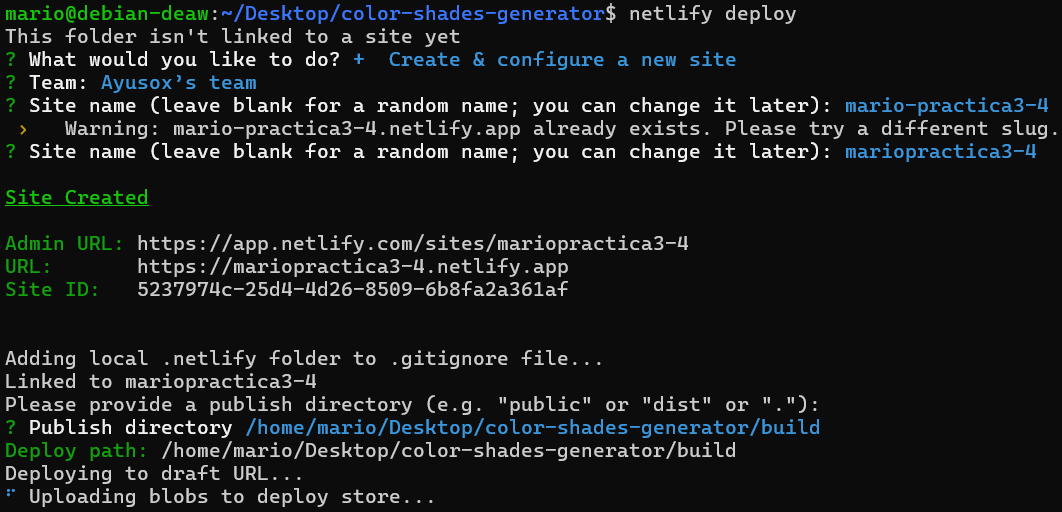 mario@debian-deaw:~/Desktop/color-shades-generator$ netlify deploy
This folder isn't linked to a site yet
? What would you like to do? +  Create & configure a new site
? Team: Ayusox’s team
? Site name (leave blank for a random name; you can change it later): mario-practica3-4
 ›   Warning: mario-practica3-4.netlify.app already exists. Please try a different slug.
? Site name (leave blank for a random name; you can change it later): mariopractica3-4
Site Created
Admin URL: https://app.netlify.com/sites/mariopractica3-4
URL:       https://mariopractica3-4.netlify.app
Site ID:   5237974c-25d4-4d26-8509-6b8fa2a361af
Adding local .netlify folder to .gitignore file...
Linked to mariopractica3-4
Please provide a publish directory (e.g. "public" or "dist" or "."):
? Publish directory /home/mario/Desktop/color-shades-generator/build
Deploy path: /home/mario/Desktop/color-shades-generator/build
Deploying to draft URL...
⠋ Uploading blobs to deploy store...